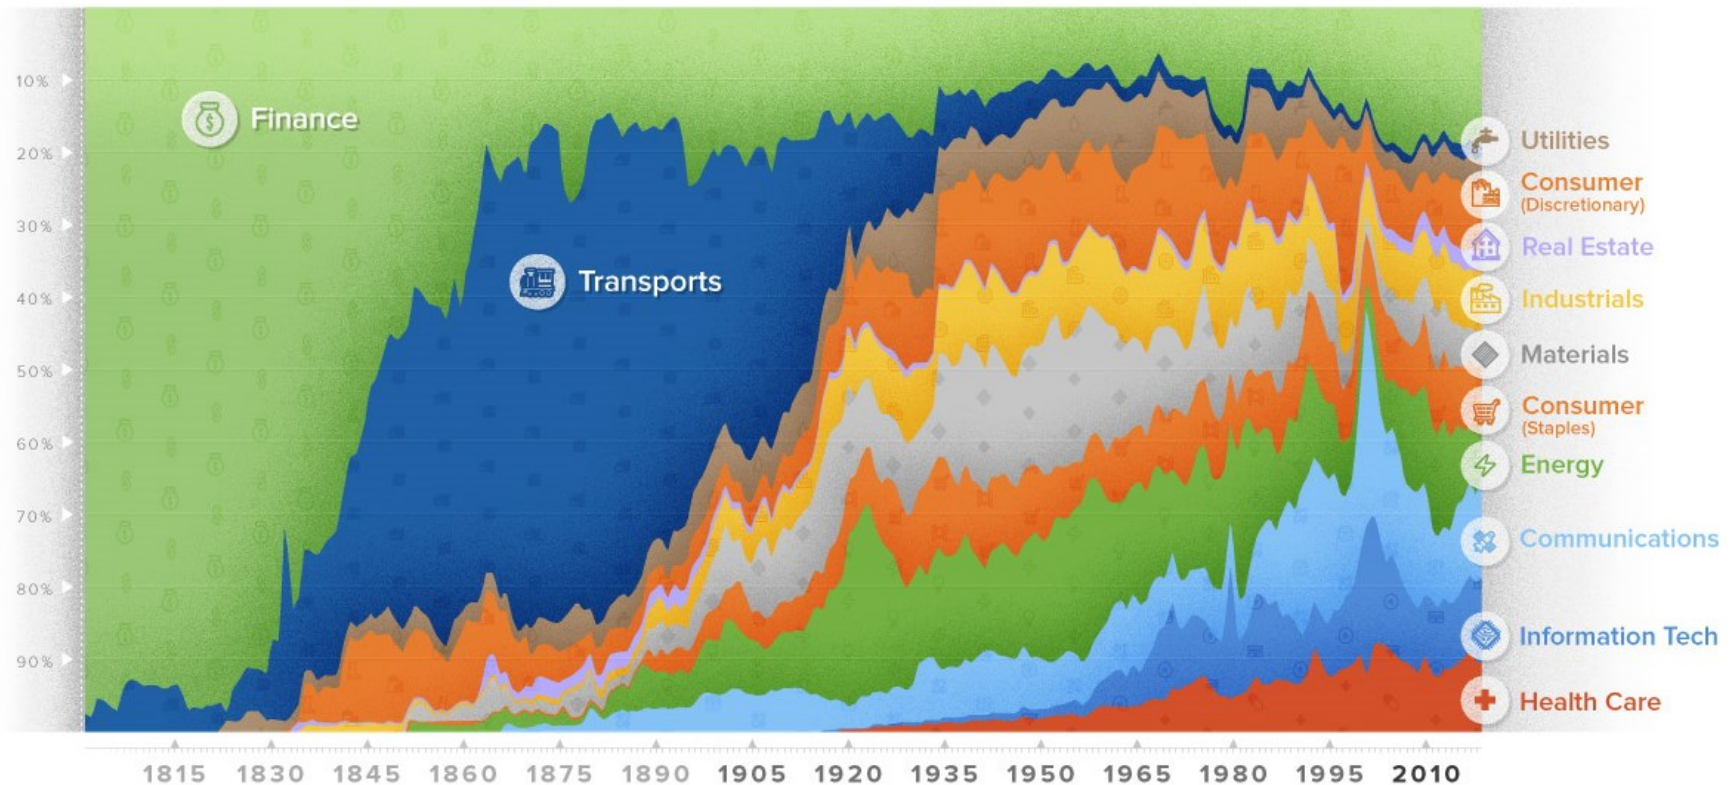 10%
20%
30%
40%
50%
60%
70%
80%
90%
Finance
Transports
Utilities
Consumer
(Discretionary)
Real Estate
Industrials
Materials
Consumer
(Staples)
Energy
Communications
Information Tech
Health Care
1815 1830 1845 1860 1875 1890 1905 1920 1935 1950 1965 1980 1995 2010